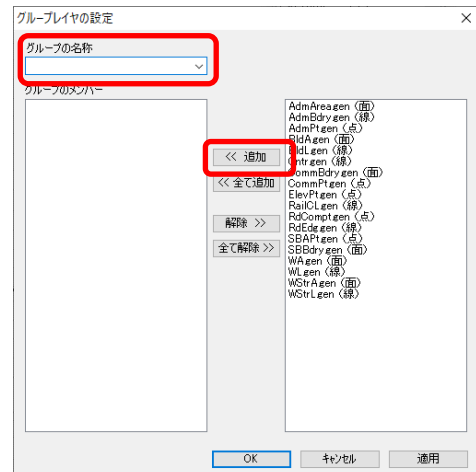 グループレイヤの設定
グループの名称
グループのメンバー
<< 追加
<< 全て追加
解除 >>
全て解除 >>
AdmAreagen (面)
AdmBdrygen (線)
AdmPtgen (点)
BldAgen (面)
BldLgen (線)
Cntrgen (線)
CommBdrygen (面)
CommPtgen (点)
ElevPtgen (点)
RailCLgen (線)
RdComptgen (点)
RdEdggen (線)
SBAPtgen (点)
SBBdrygen (面)
WAgen (面)
WLgen (線)
WStrAgen (面)
WStrLgen (線)
OK
キャンセル
適用